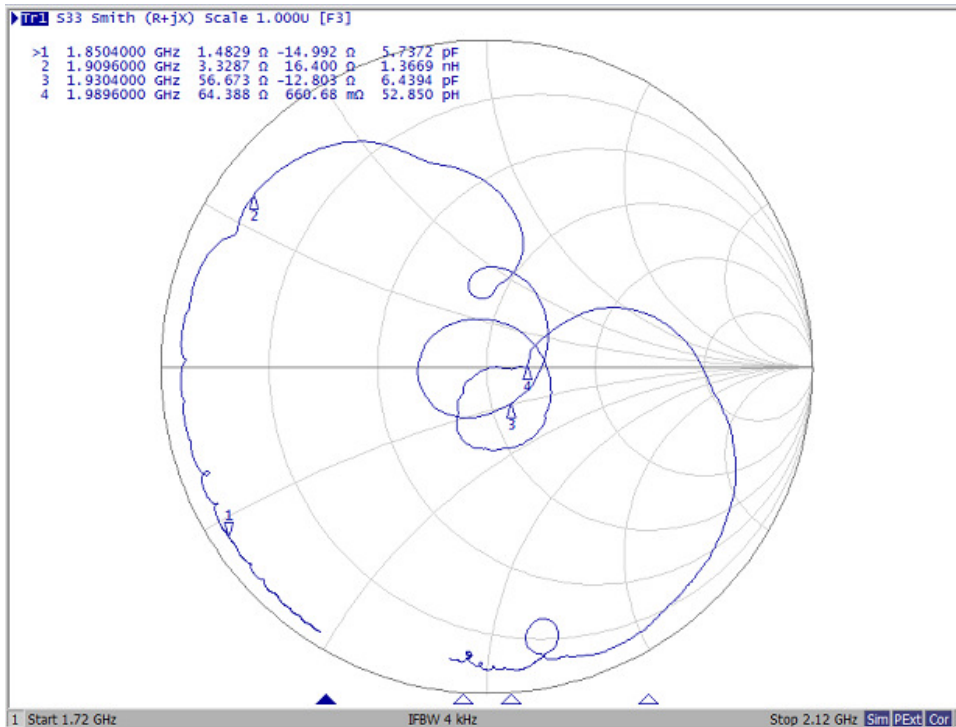 Tr1 S33 Smith (R+jX) Scale 1.000U [F3]
>1 1.8504000 GHz 1.4829 Ω -14.992 Ω 5.7372 pF
2 1.9096000 GHz 3.3287 Ω 16.400 Ω 1.3669 nH
3 1.9304000 GHz 56.673 Ω -12.803 Ω 6.4394 pF
4 1.9896000 GHz 64.388 Ω 660.68 mΩ 52.850 pH
2
4
3
1
1 Start 1.72 GHz IFBW 4 kHz Stop 2.12 GHz Sim PExt Cor